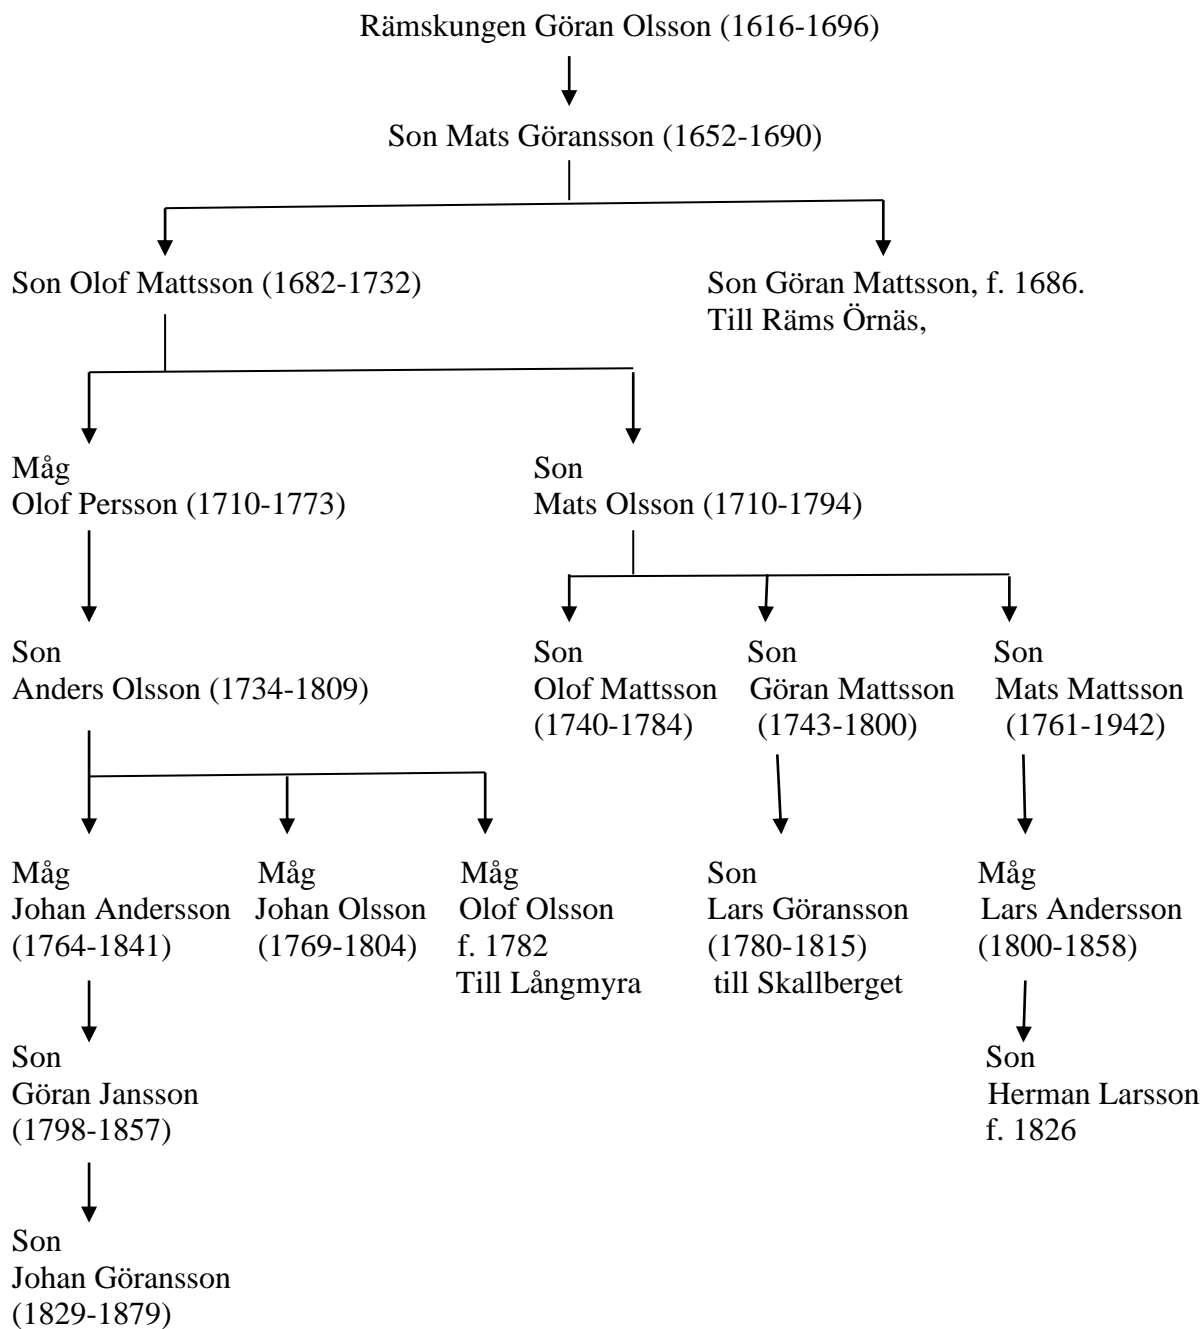 Rämskungen Göran Olsson (1616-1696)
Son Mats Göransson (1652-1690)
Son Olof Mattsson (1682-1732)
Son Göran Mattsson, f. 1686.
Till Räms Örnäs,
Måg
Olof Persson (1710-1773)
Son
Mats Olsson (1710-1794)
Son
Anders Olsson (1734-1809)
Son
Olof Mattsson
(1740-1784)
Son
Göran Mattsson
(1743-1800)
Son
Mats Mattsson
(1761-1942)
Måg
Johan Andersson
(1764-1841)
Måg
Johan Olsson
(1769-1804)
Måg
Olof Olsson
f. 1782
Till Långmyra
Son
Lars Göransson
(1780-1815)
till Skallberget
Måg
Lars Andersson
(1800-1858)
Son
Göran Jansson
(1798-1857)
Son
Herman Larsson
f. 1826
Son
Johan Göransson
(1829-1879)